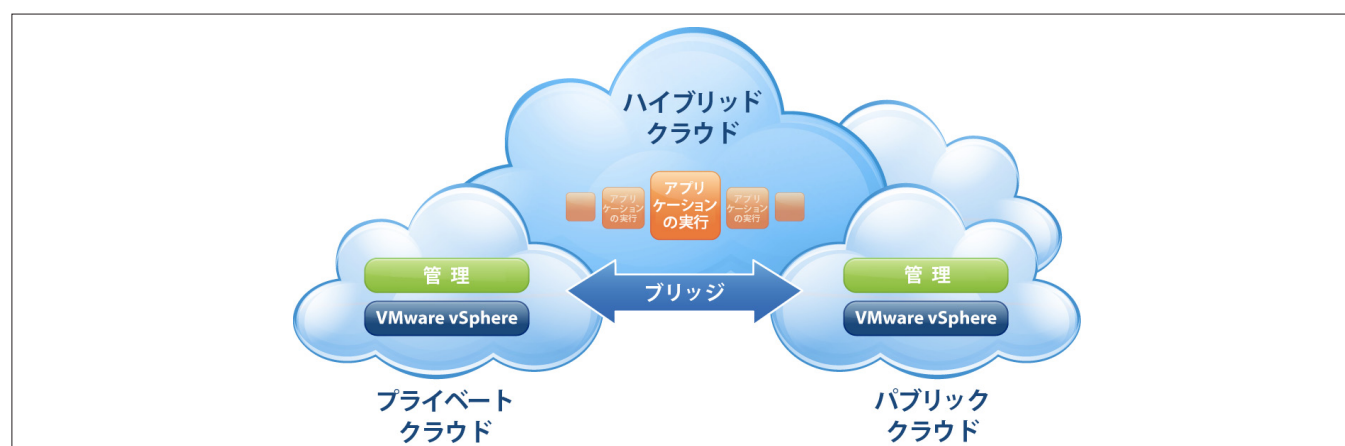 ハイブリッド
クラウド
アプリ
ケーション
の実行
アプリ
ケーション
の実行
アプリ
ケーション
の実行
管理
VMware vSphere
ブリッジ
管理
VMware vSphere
プライベート
クラウド
パブリック
クラウド